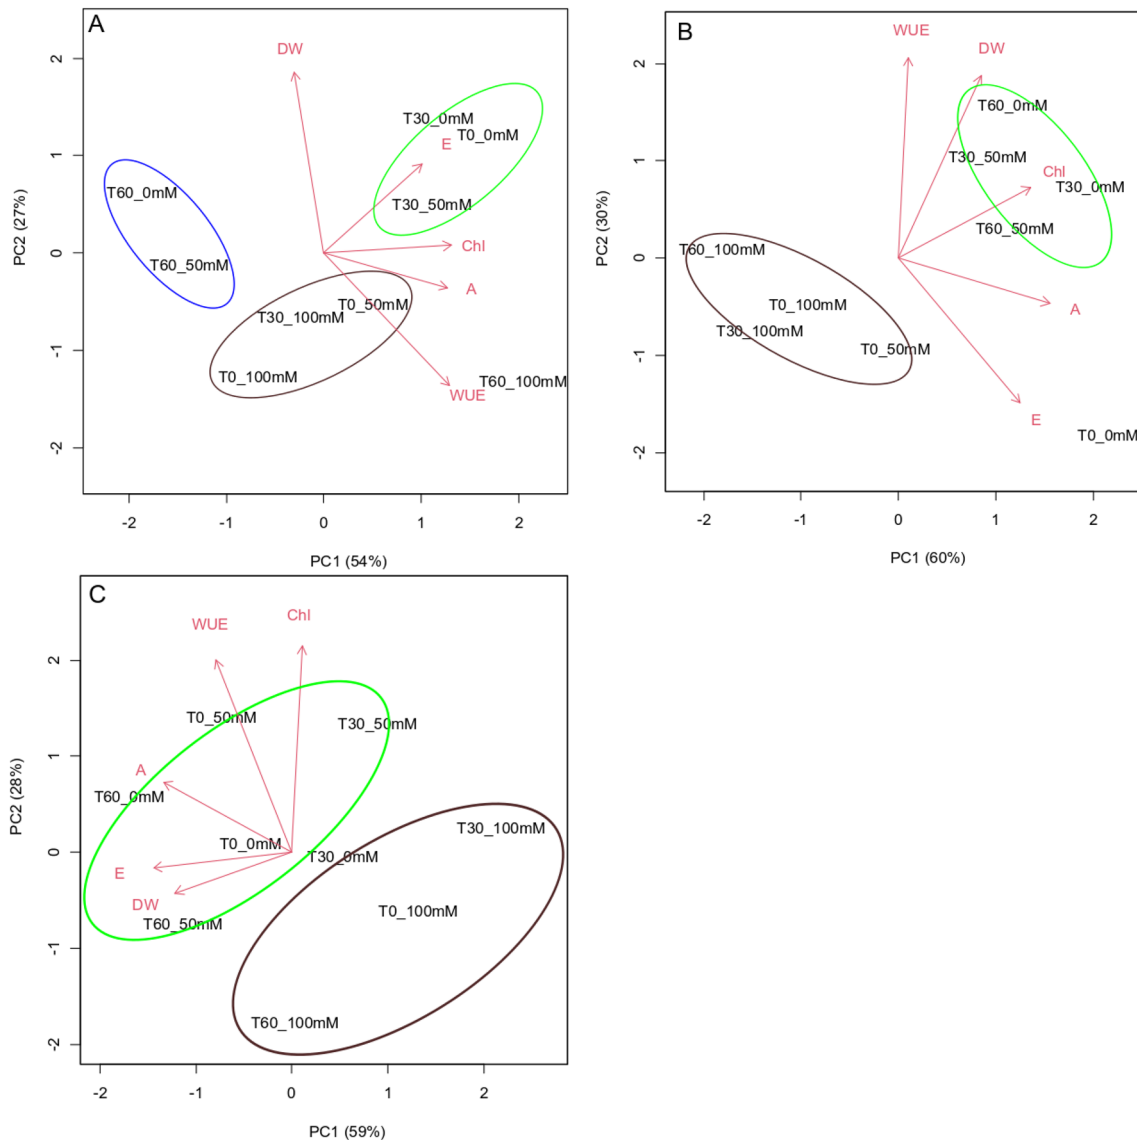 A
DW
T30_0mM
T0_0mM
E
T60_0mM
T30_50mM
Chl
T60_50mM
A
T0_50mM
T30_100mM
T0_100mM
T60_100mM
WUE
2
1
0
-1
-2
PC2 (27%)
-2 -1 0 1 2
PC1 (54%)
B
WUE
DW
T60_0mM
T30_50mM
Chl
T30_0mM
T60_50mM
T60_100mM
T0_100mM
A
T30_100mM
T0_50mM
E
T0_0mM
2
1
0
-1
-2
PC2 (30%)
-2 -1 0 1 2
PC1 (60%)
C
Chl
WUE
T0_50mM
T30_50mM
A
T60_0mM
T30_100mM
T0_0mM
T30_0mM
E
DW
T0_100mM
T60_50mM
T60_100mM
2
1
0
-1
-2
PC2 (28%)
-2 -1 0 1 2
PC1 (59%)